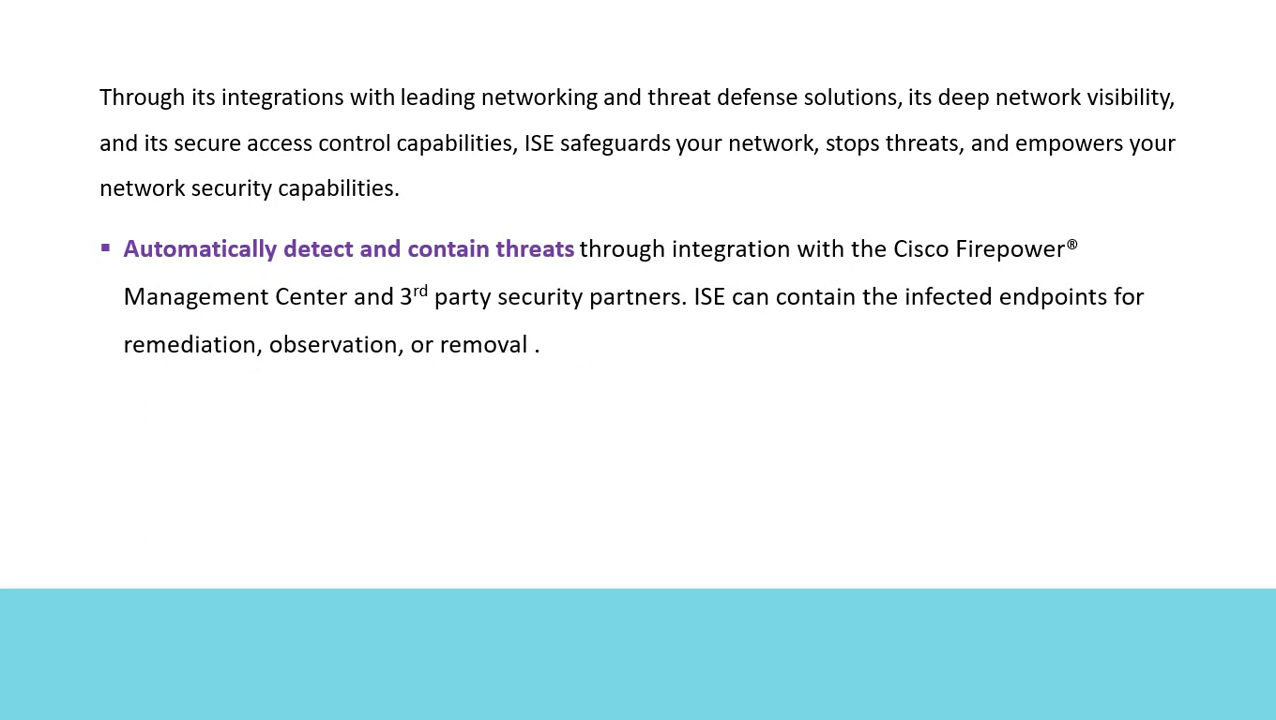 Through its integrations with leading networking and threat defense solutions, its deep network visibility,
and its secure access control capabilities, ISE safeguards your network, stops threats, and empowers your
network security capabilities.
▪ Automatically detect and contain threats through integration with the Cisco Firepower®
Management Center and 3rd party security partners. ISE can contain the infected endpoints for
remediation, observation, or removal .